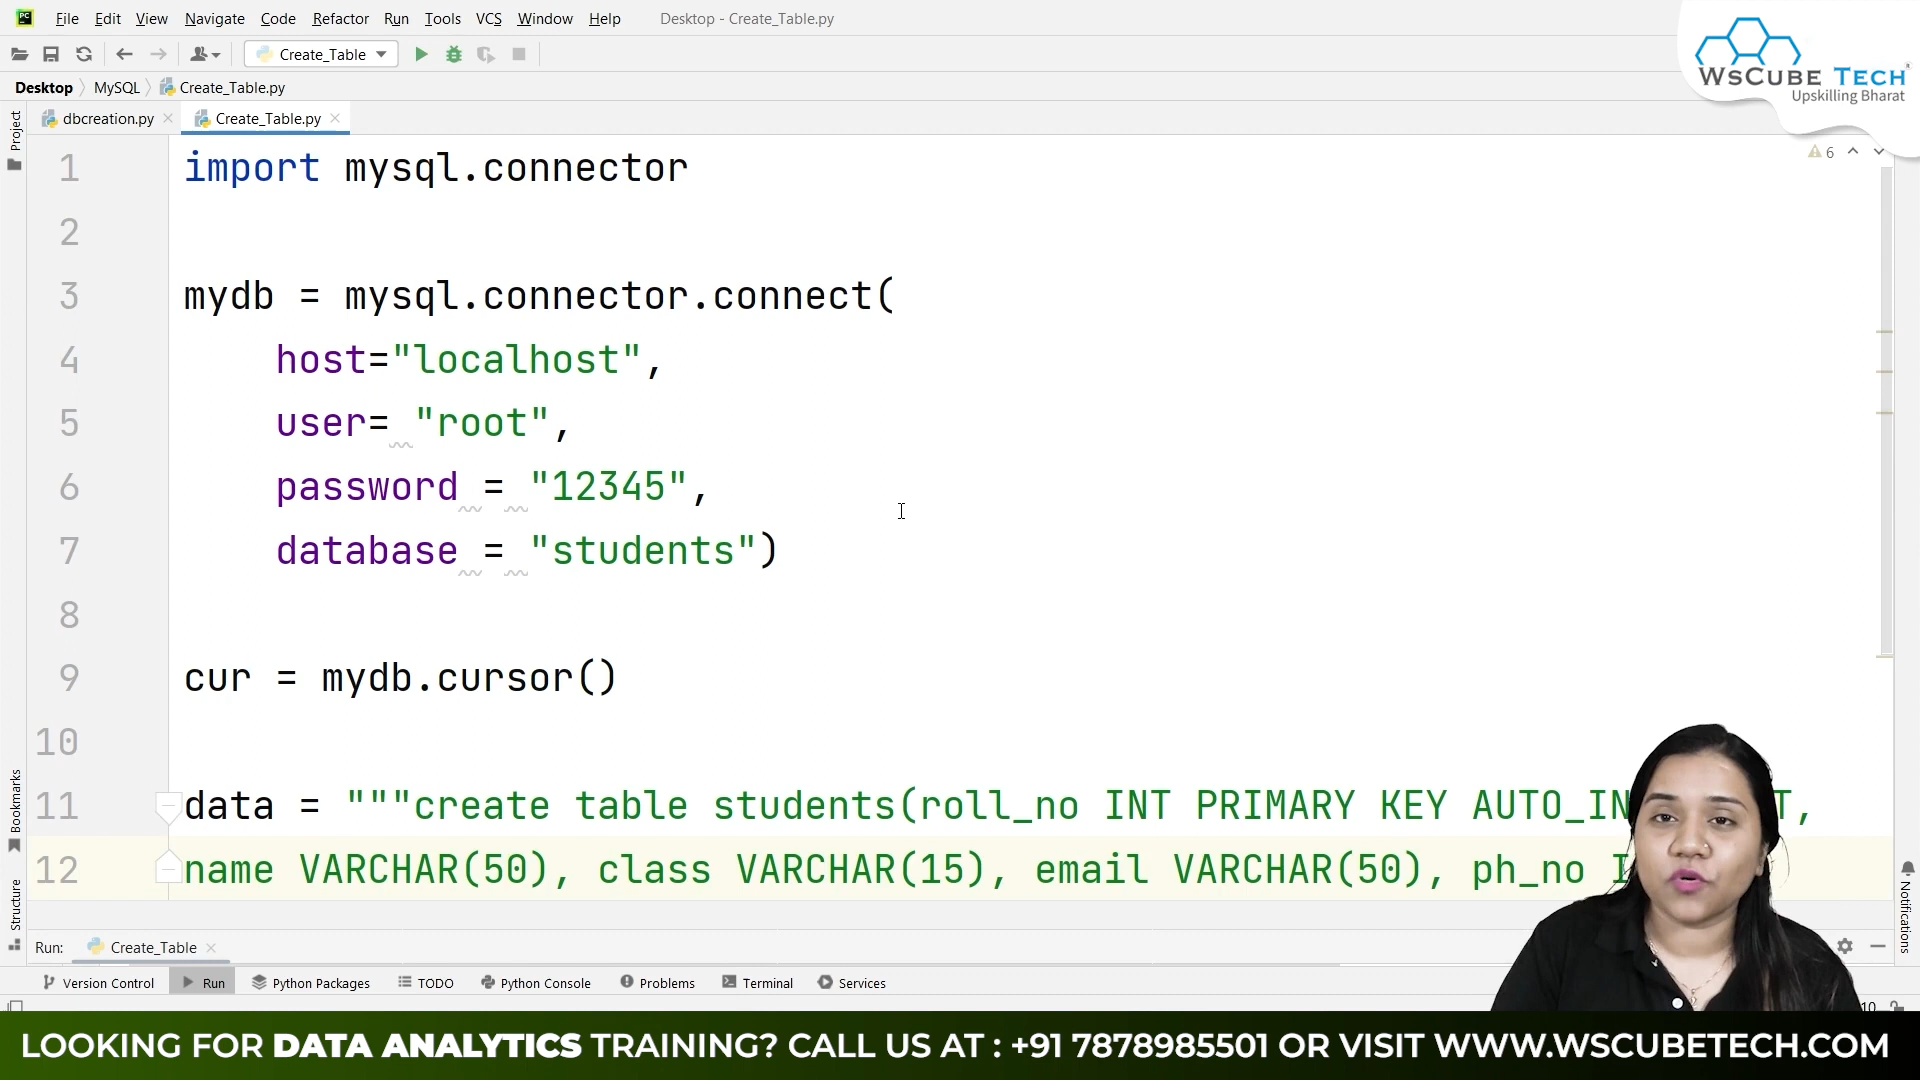 File Edit View Navigate Code Refactor Run Tools VCS Window Help Desktop - Create_Table.py
Create_Table
WsCube Tech
Upskilling Bharat
Desktop MySQL Create_Table.py
Project
dbcreation.py Create_Table.py
6
1 import mysql.connector
2
3 mydb = mysql.connector.connect(
4 host="localhost",
5 user= "root",
6 password = "12345",
7 database = "students")
8
9 cur = mydb.cursor()
10
11 data = """create table students(roll_no INT PRIMARY KEY
12 name VARCHAR(50), class VARCHAR(15), email VARCHAR(50), ph_no
Bookmarks
Structure
Notifications
Run: Create_Table
Version Control Run Python Packages TODO Python Console Problems Terminal Services
LOOKING FOR DATA ANALYTICS TRAINING? CALL US AT : +91 7878985501 OR VISIT WWW.WSCUBETECH.COM